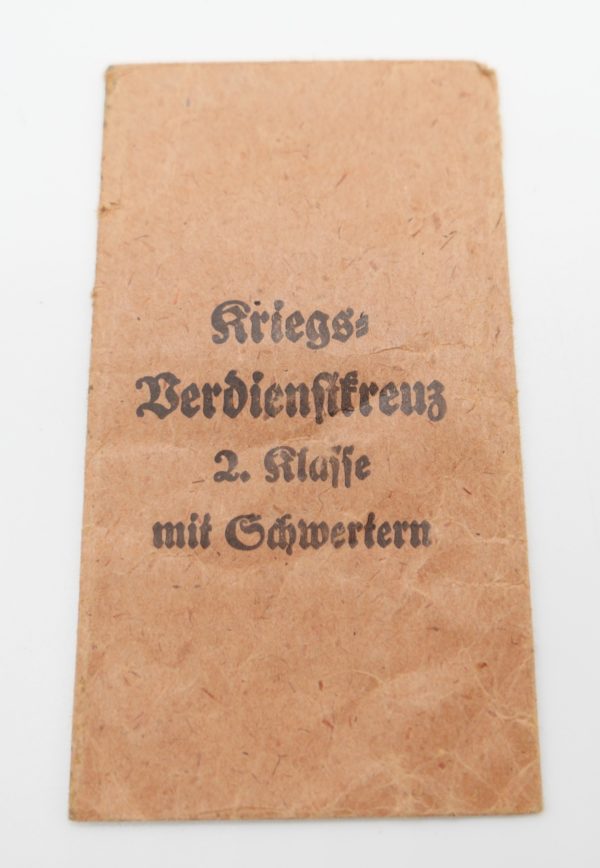 Kriegs-
Verdienstkreuz
2. Klasse
mit Schwertern